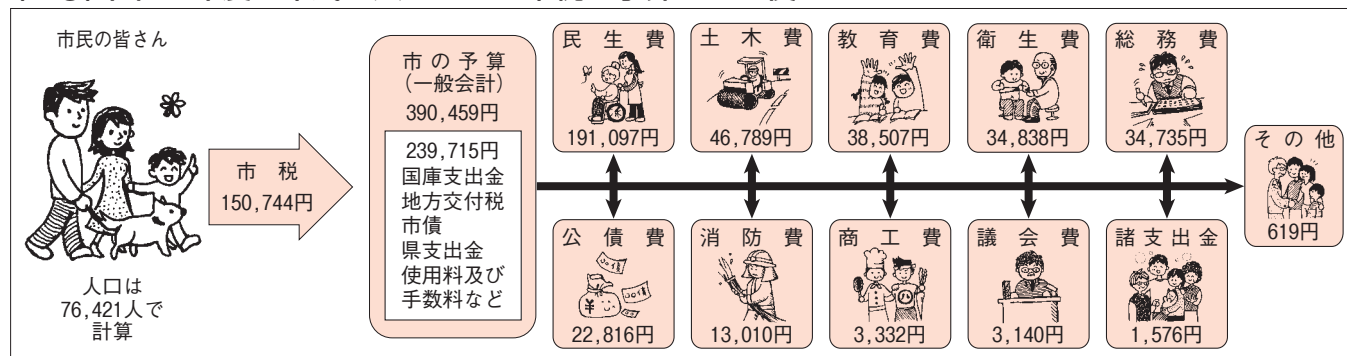 市民の皆さん
人口は
76,421人で
計算
市税
150,744円
市の予算
(一般会計)
390,459円
239,715円
国庫支出金
地方交付税
市債
県支出金
使用料及び
手数料など
民生費
191,097円
土木費
46,789円
教育費
38,507円
衛生費
34,838円
総務費
34,735円
公債費
22,816円
消防費
13,010円
商工費
3,332円
議会費
3,140円
諸支出金
1,576円
その他
619円